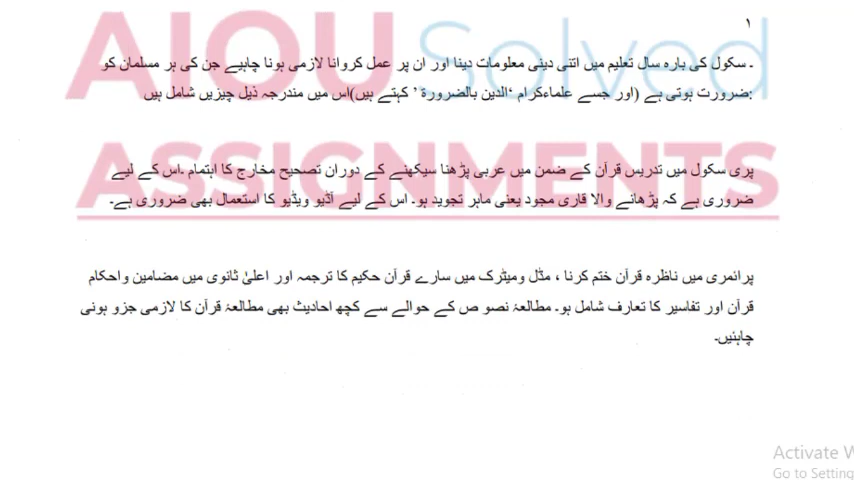 ۱
AIOU Solved
۔ سکول کی بارہ سال تعلیم میں اتنی دینی معلومات دینا اور ان پر عمل کروانا لازمی ہونا چاہیے جن کی ہر مسلمان کو
:ضرورت ہوتی ہے (اور جسے علماءکرام ‘الدین بالضرورۃ ’ کہتے ہیں)اس میں مندرجہ ذیل چیزیں شامل ہیں
ASSIGNMENTS
پری سکول میں تدریس قرآن کے ضمن میں عربی پڑھنا سیکھنے کے دوران تصحیح مخارج کا اہتمام ۔اس کے لیے
ضروری ہے کہ پڑھانے والا قاری مجود یعنی ماہر تجوید ہو۔ اس کے لیے آڈیو ویڈیو کا استعمال بھی ضروری ہے۔
پرائمری میں ناظرہ قرآن ختم کرنا ، مڈل ومیٹرک میں سارے قرآن حکیم کا ترجمہ اور اعلیٰ ثانوی میں مضامین واحکام
قرآن اور تفاسیر کا تعارف شامل ہو۔ مطالعۂ نصو ص کے حوالے سے کچھ احادیث بھی مطالعۂ قرآن کا لازمی جزو ہونی
چاہئیں۔
Activate W
Go to Setting